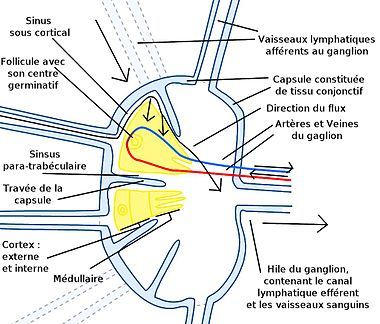 Sinus
sous cortical
Follicule avec
son centre
germinatif
Sinsus
para-trabéculaire
Travée de la
capsule
Cortex :
externe
et interne
Médullaire
Vaisseaux lymphatiques
afférents au ganglion
Capsule constituée
de tissu conjonctif
Direction du flux
Artères et Veines
du gaglion
Hile du ganglion,
contenant le canal
lymphatique efférent
et les vaisseaux sanguins